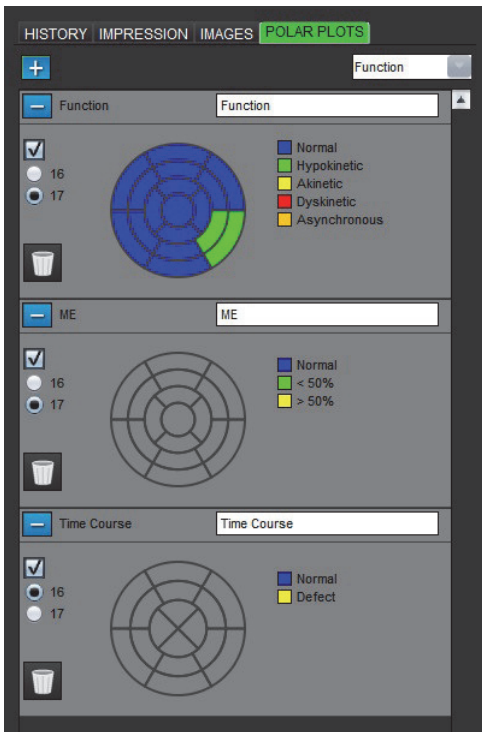 HISTORY IMPRESSION IMAGES POLAR PLOTS
+ Function
− Function Function
16
17
Normal
Hypokinetic
Akinetic
Dyskinetic
Asynchronous
− ME ME
16
17
Normal
< 50%
> 50%
− Time Course Time Course
16
17
Normal
Defect